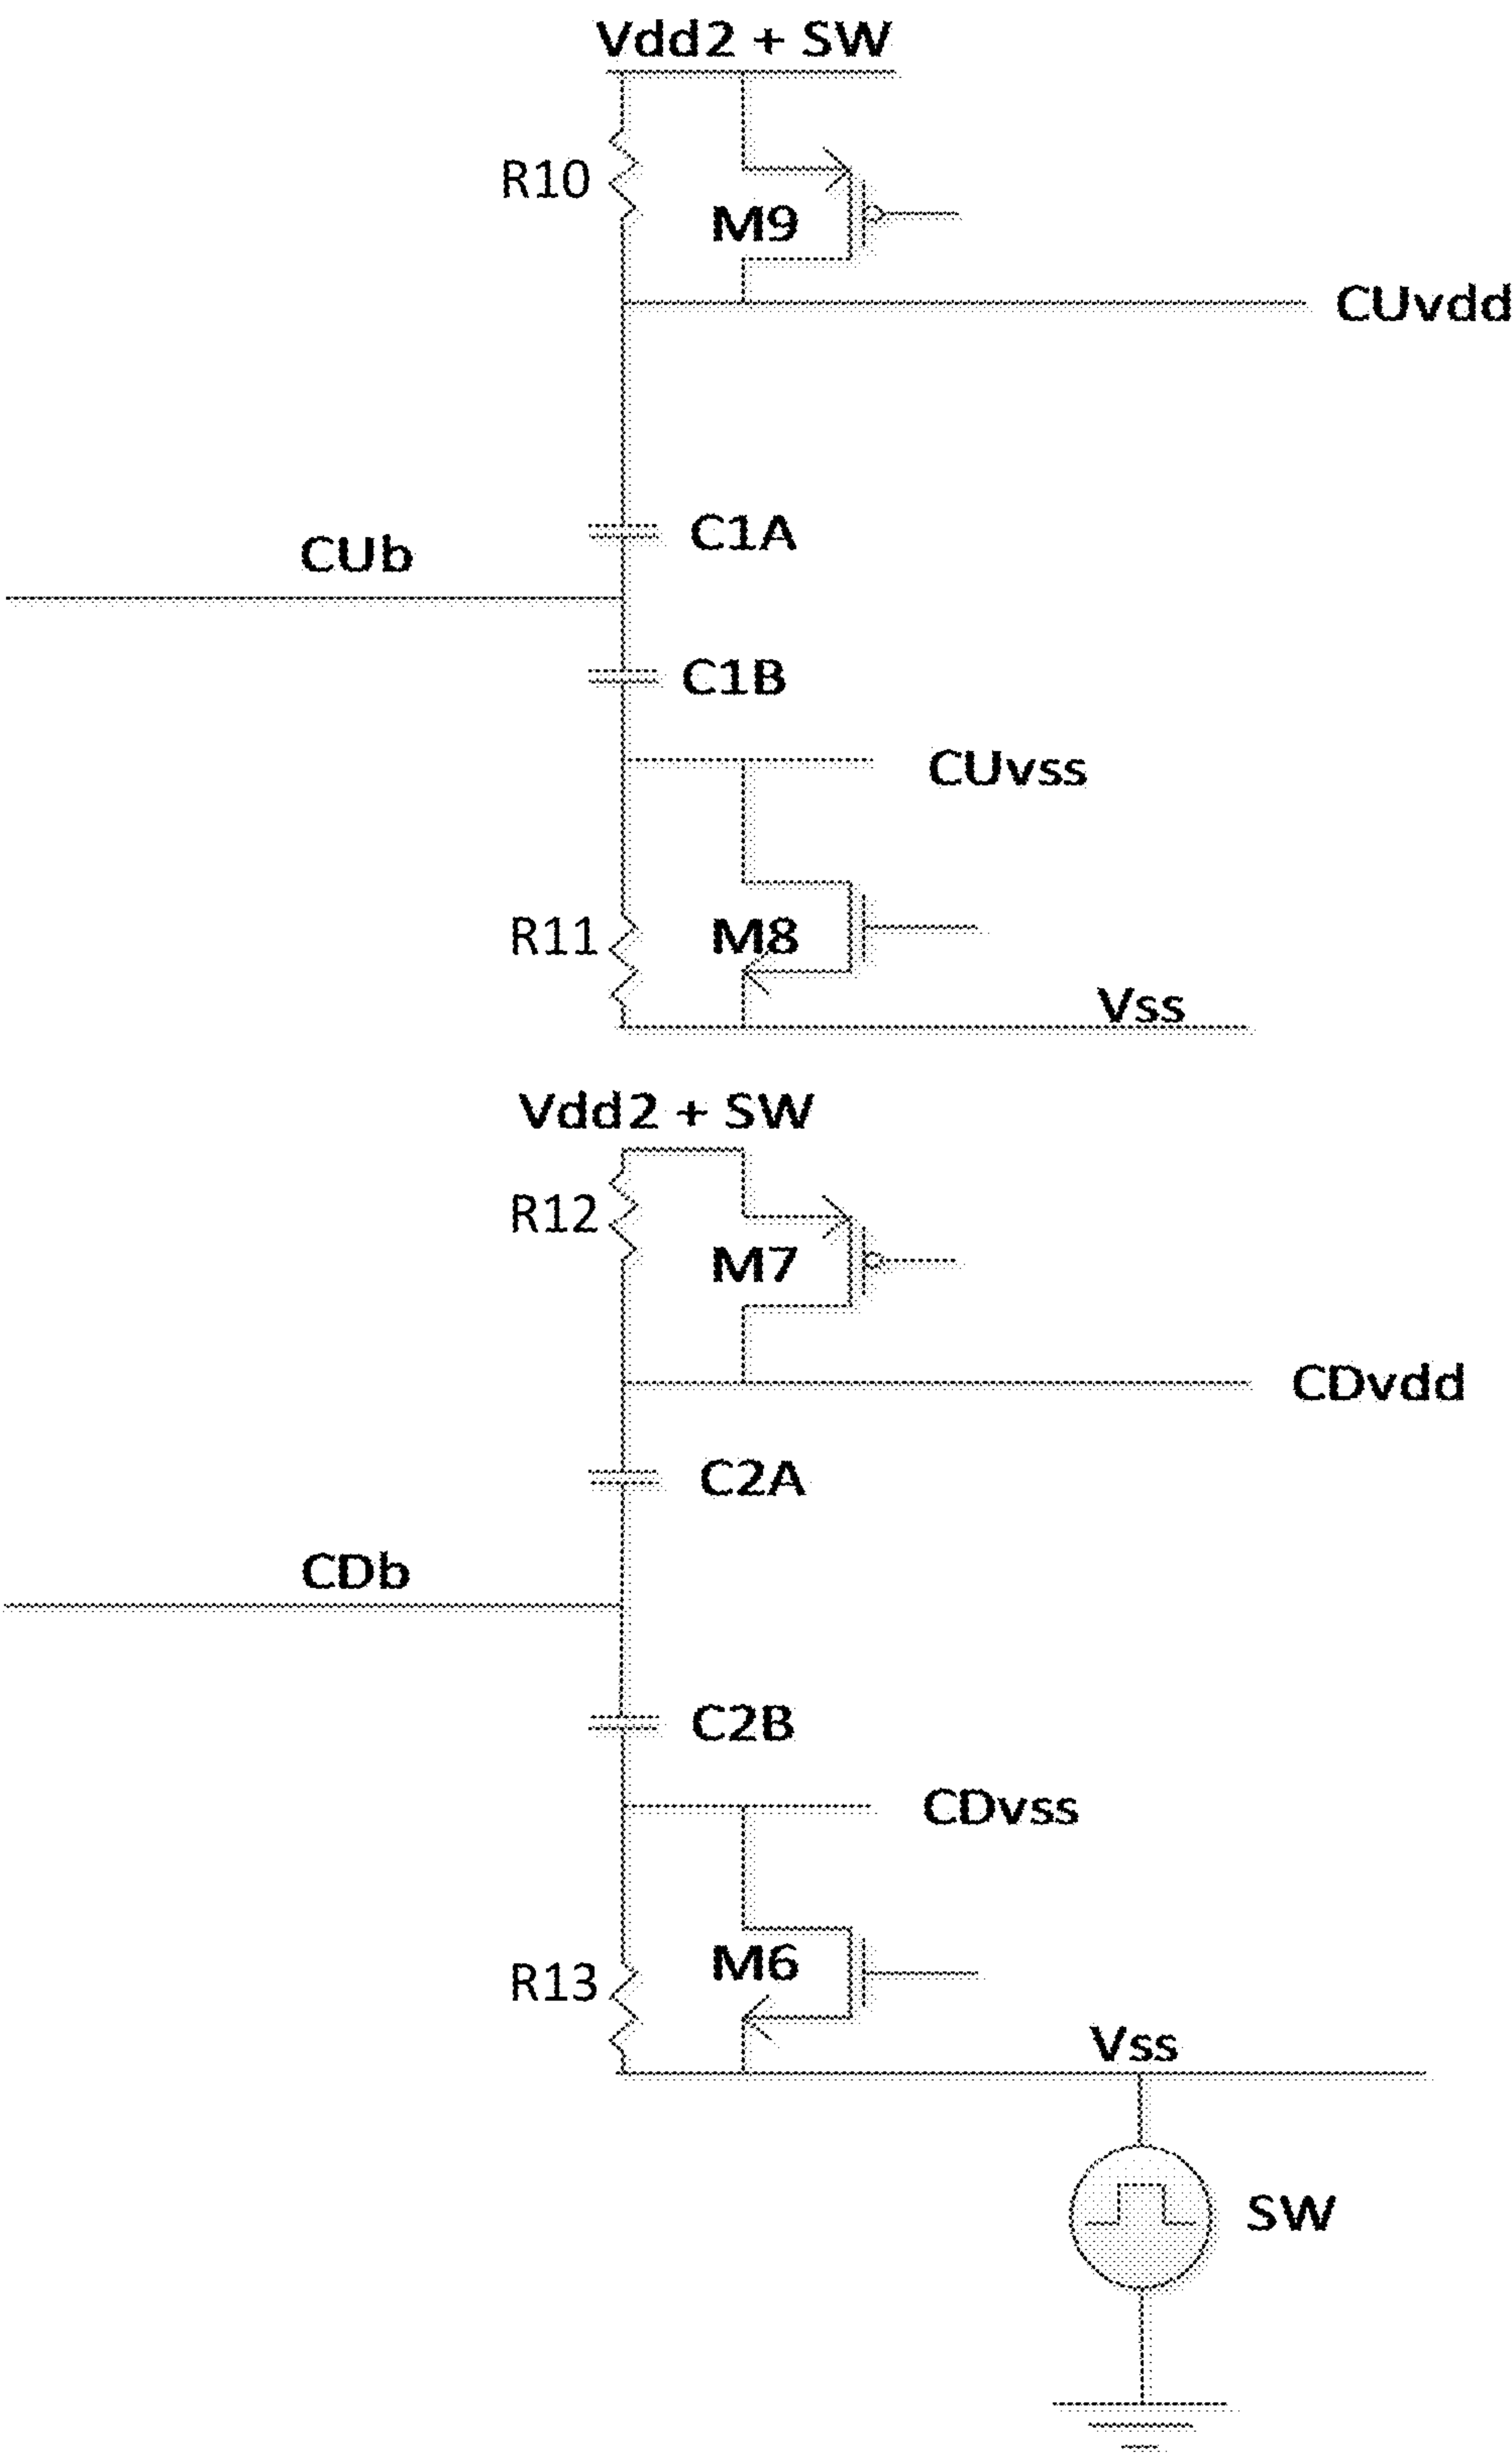 Vdd2 + SW
R10
M9
CUvdd
C1A
CUb
C1B
CUvss
R11
M8
Vss
Vdd2 + SW
R12
M7
CDvdd
C2A
CDb
C2B
CDvss
M6
R13
Vss
SW